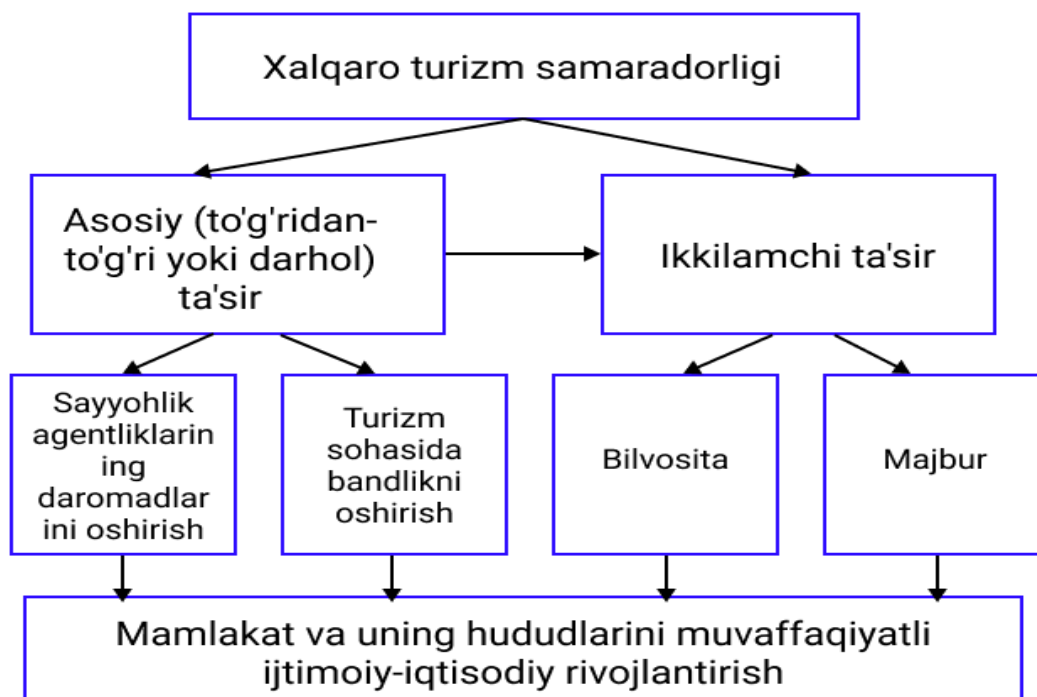 Xalqaro turizm samaradorligi
Asosiy (to'g'ridan-
to'g'ri yoki darhol)
ta'sir
Ikkilamchi ta'sir
Sayyohlik
agentliklarin
ing
daromadlar
ini oshirish
Turizm
sohasida
bandlikni
oshirish
Bilvosita
Majbur
Mamlakat va uning hududlarini muvaffaqiyatli
ijtimoiy-iqtisodiy rivojlantirish